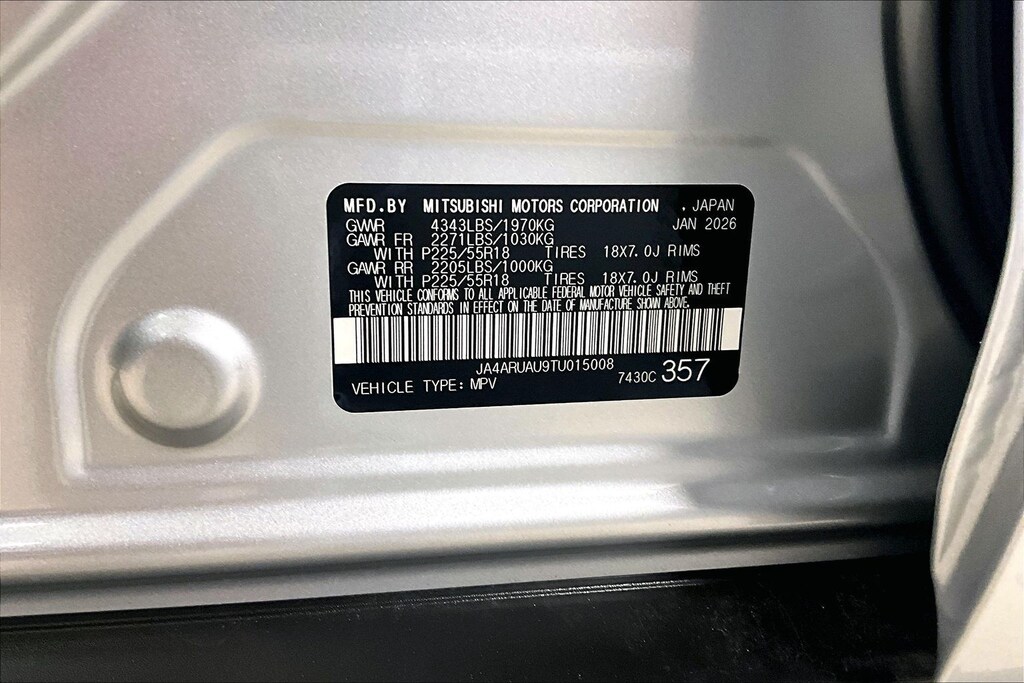 MFD.BY MITSUBISHI MOTORS CORPORATION , JAPAN
GVWR 4343LBS/1970KG JAN 2026
GAWR FR 2271LBS/1030KG
WITH P225/55R18 TIRES 18X7.0J RIMS
GAWR RR 2205LBS/1000KG
WITH P225/55R18 TIRES 18X7.0J RIMS
THIS VEHICLE CONFORMS TO ALL APPLICABLE FEDERAL MOTOR VEHICLE SAFETY AND THEFT
PREVENTION STANDARDS IN EFFECT ON THE DATE OF MANUFACTURE SHOWN ABOVE.
JA4ARUAU9TU015008
VEHICLE TYPE: MPV 7430C 357